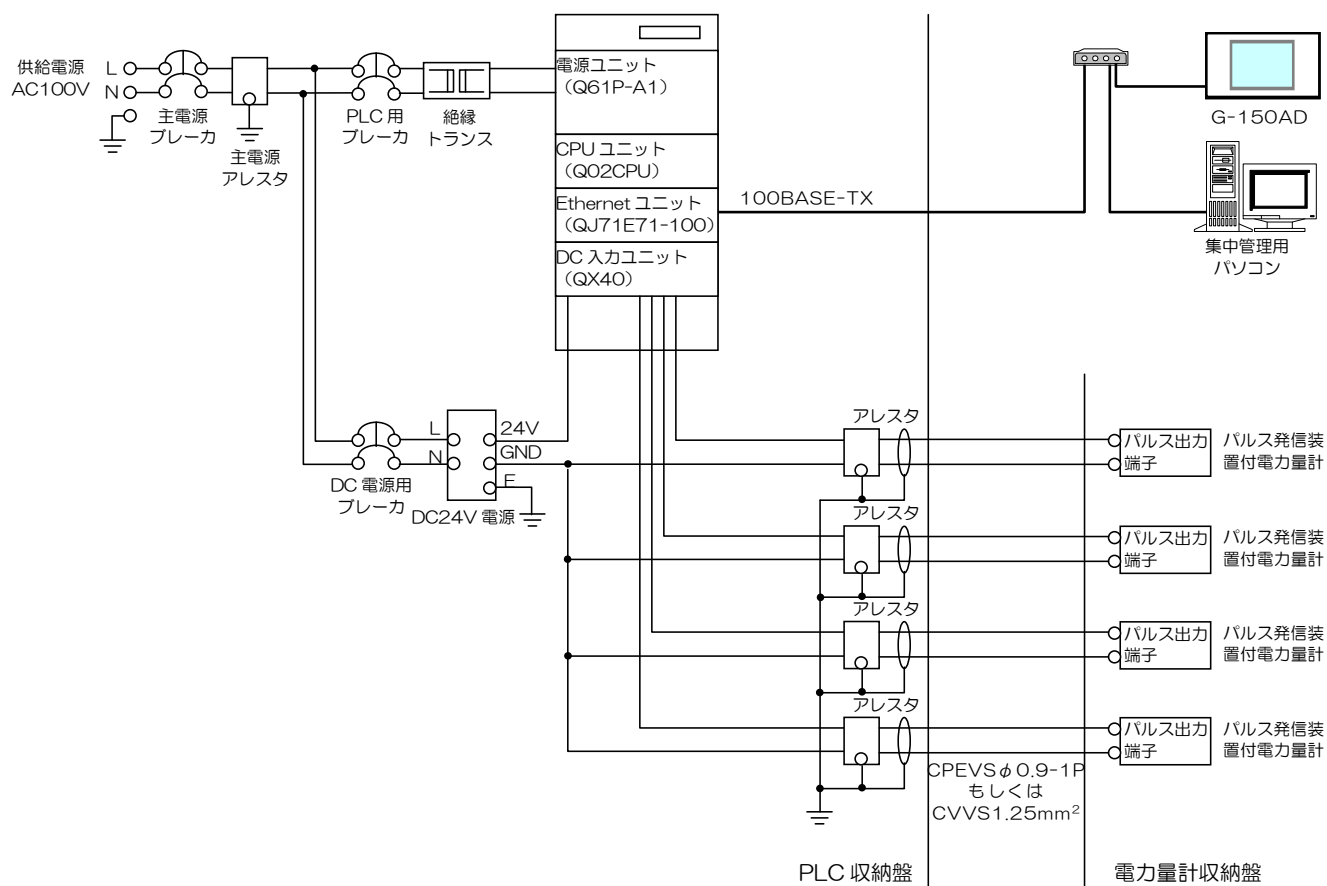 供給電源
AC100V
L
N
主電源
ブレーカ
主電源
アレスタ
PLC用
ブレーカ
絶縁
トランス
電源ユニット
（Q61P-A1）
CPUユニット
（Q02CPU）
Ethernetユニット
（QJ71E71-100）
DC入力ユニット
（QX40）
100BASE-TX
G-150AD
集中管理用
パソコン
L
N
24V
GND
E
DC電源用
ブレーカ
DC24V電源
アレスタ
パルス出力
端子
パルス発信装
置付電力量計
アレスタ
パルス出力
端子
パルス発信装
置付電力量計
アレスタ
パルス出力
端子
パルス発信装
置付電力量計
アレスタ
パルス出力
端子
パルス発信装
置付電力量計
CPEVSφ0.9-1P
もしくは
CVVS1.25mm²
PLC収納盤
電力量計収納盤